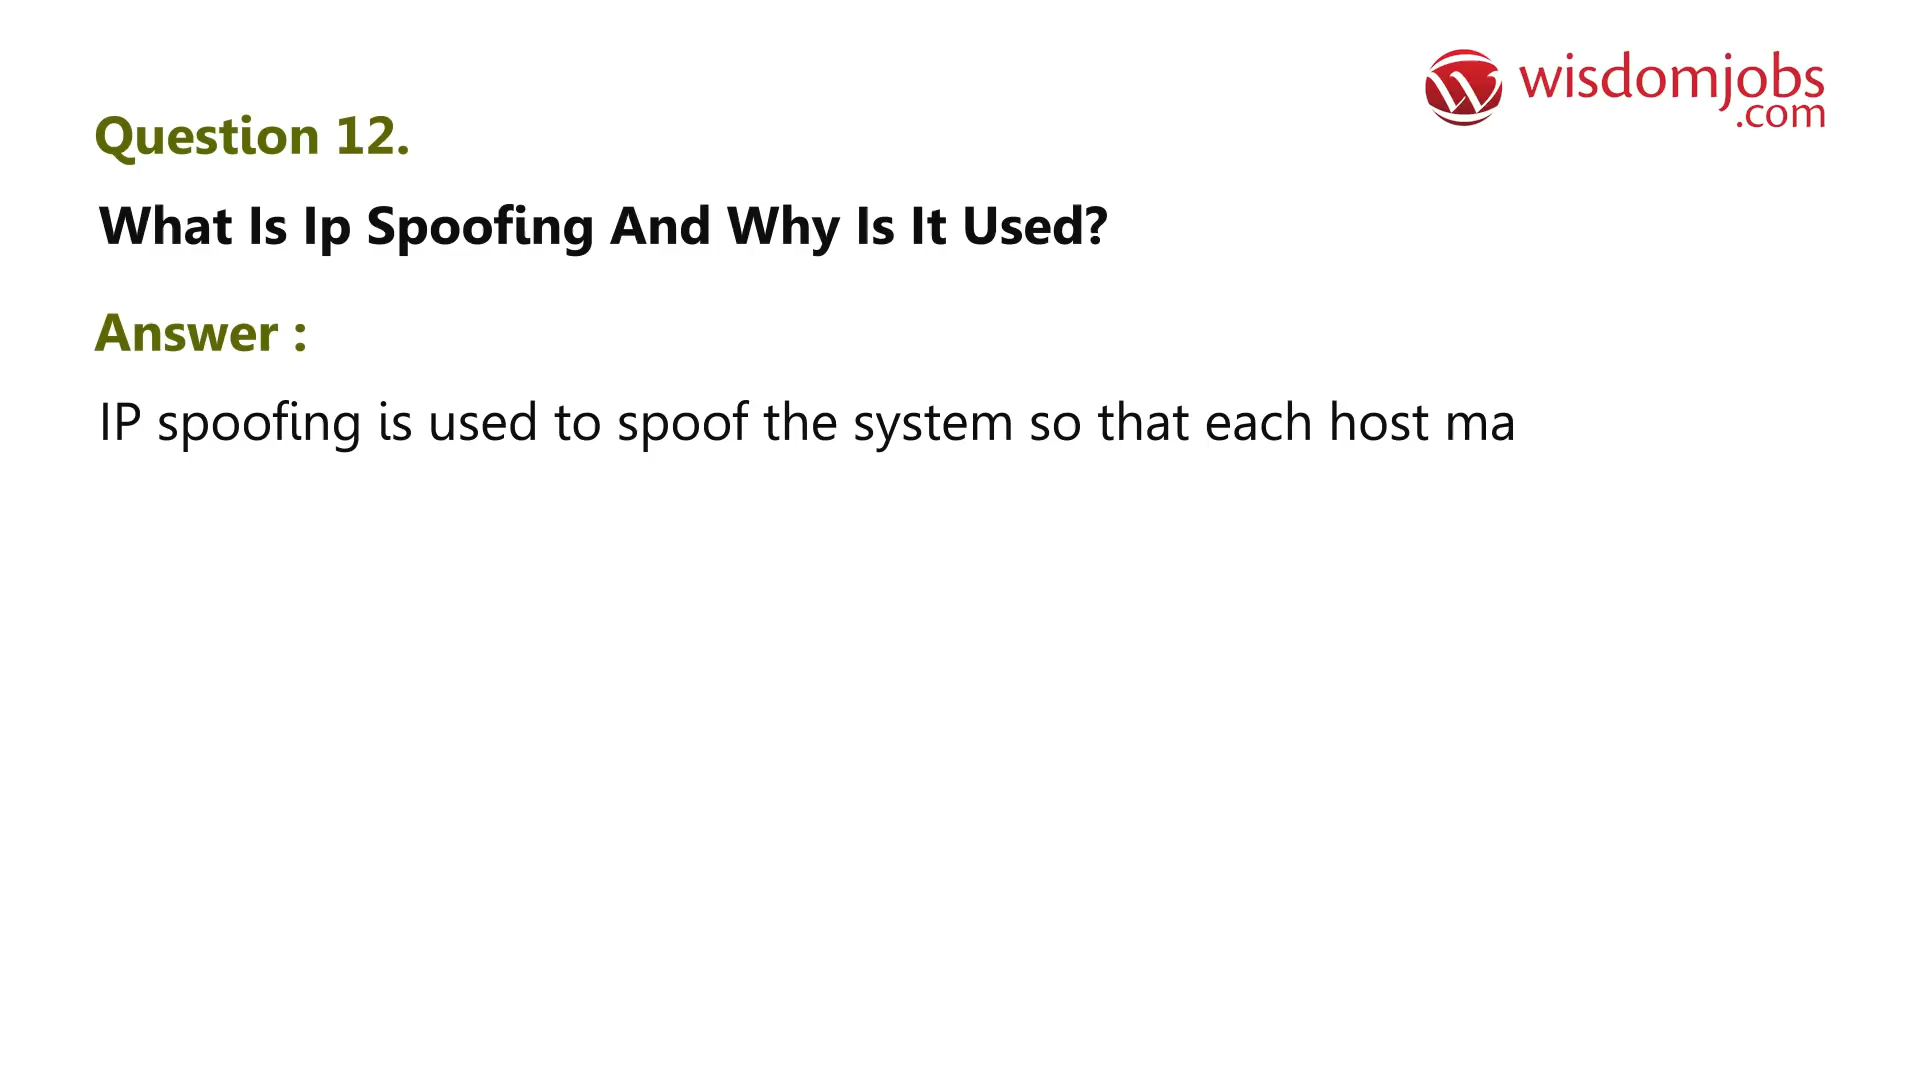 wisdomjobs
.com
Question 12.
What Is Ip Spoofing And Why Is It Used?
Answer :
IP spoofing is used to spoof the system so that each host ma